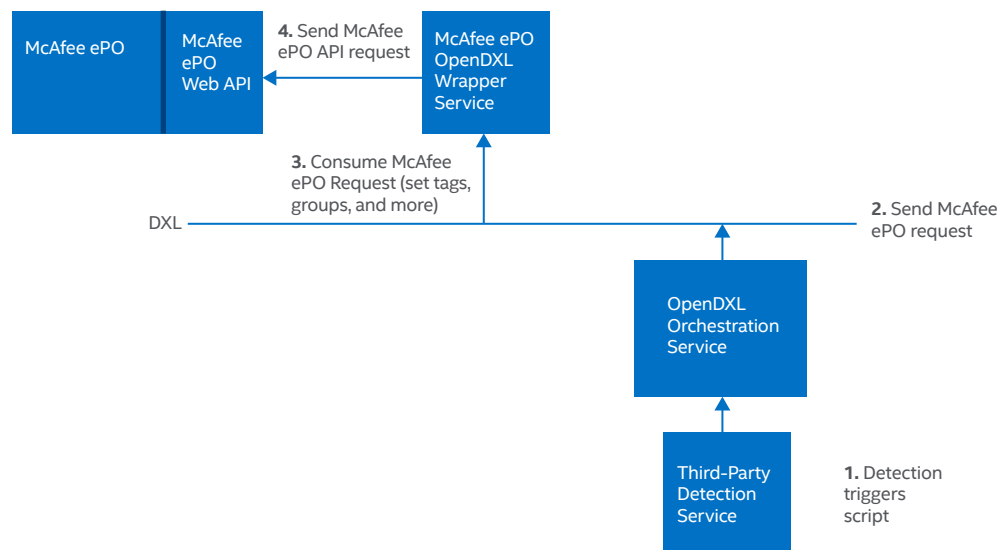 McAfee ePO
McAfee
ePO
Web API
4. Send McAfee
ePO API request
McAfee ePO
OpenDXL
Wrapper
Service
3. Consume McAfee
ePO Request (set tags,
groups, and more)
DXL
2. Send McAfee
ePO request
OpenDXL
Orchestration
Service
Third-Party
Detection
Service
1. Detection
triggers
script